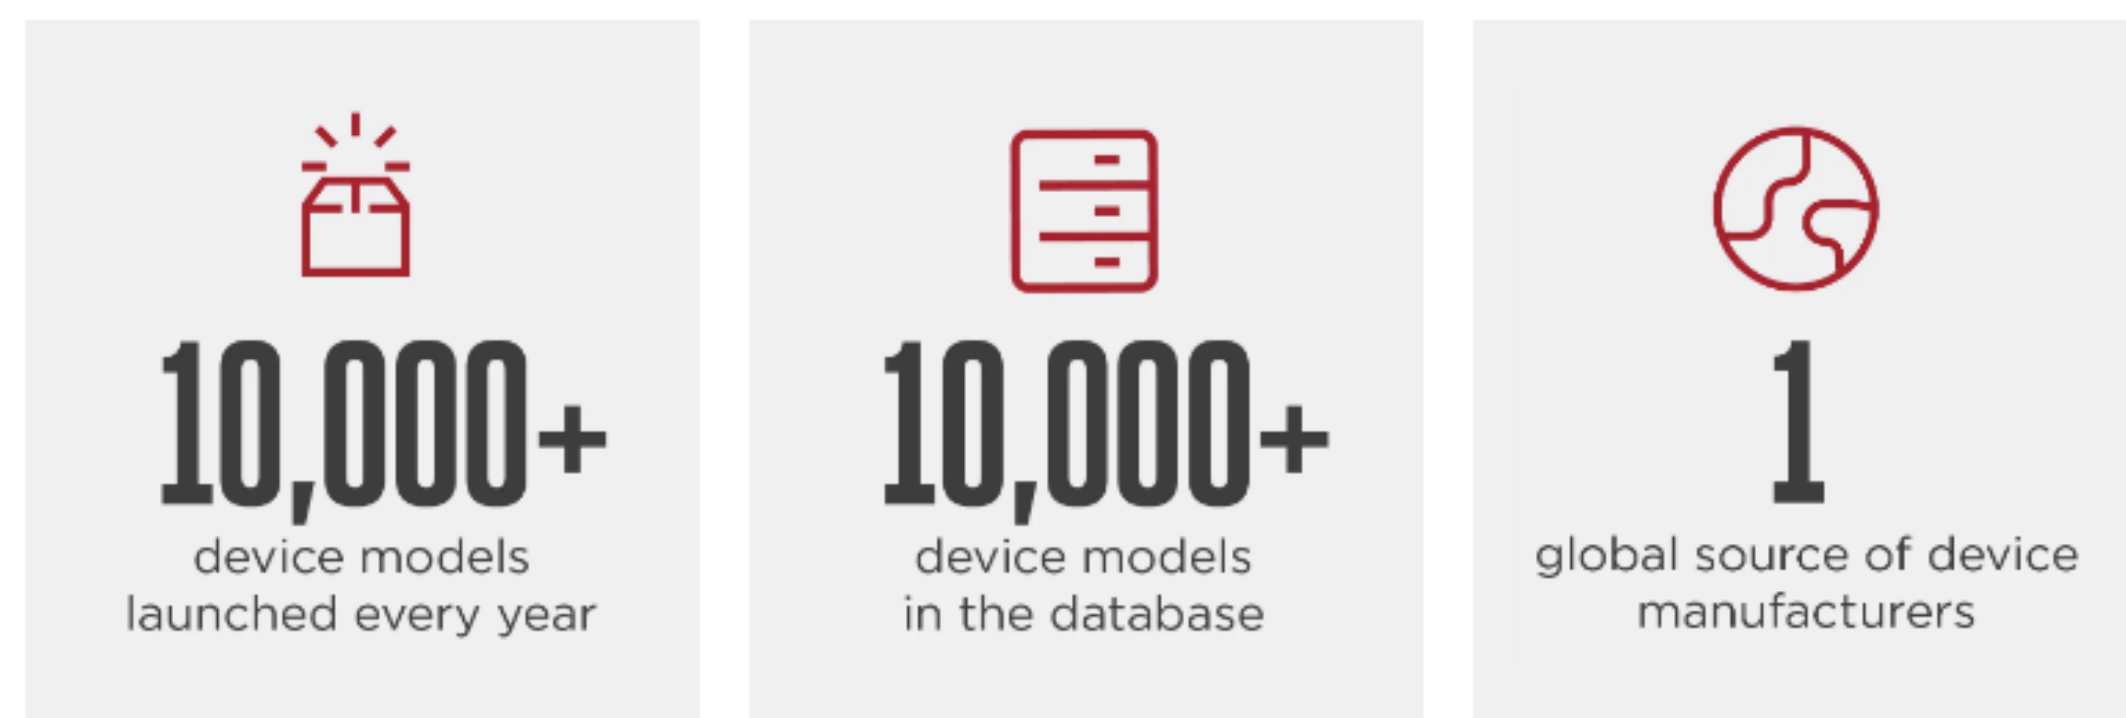 10,000+
device models
launched every year
10,000+
device models
in the database
1
global source of device
manufacturers